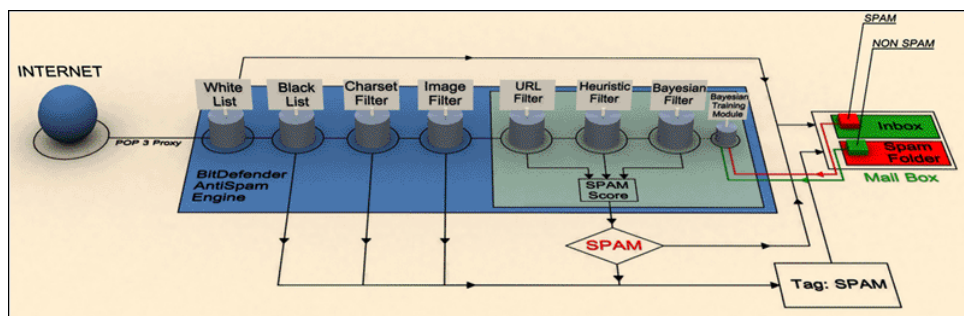 SPAM
NON SPAM
INTERNET
White
List
Black
List
Charset
Filter
Image
Filter
URL
Filter
Heuristic
Filter
Bayesian
Filter
Bayesian
Training
Module
POP 3 Proxy
Inbox
Spam
Folder
Mail Box
BitDefender
AntiSpam
Engine
SPAM
Score
SPAM
Tag: SPAM